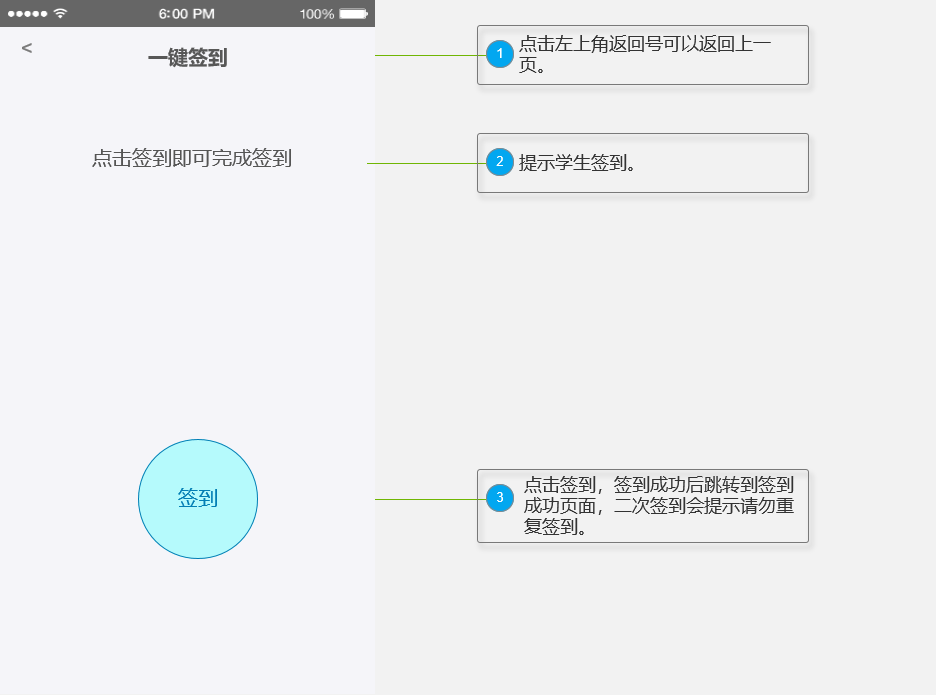 6:00 PM
100%
<
一键签到
点击签到即可完成签到
签到
1
点击左上角返回号可以返回上一
页。
2
提示学生签到。
3
点击签到，签到成功后跳转到签到
成功页面，二次签到会提示请勿重
复签到。